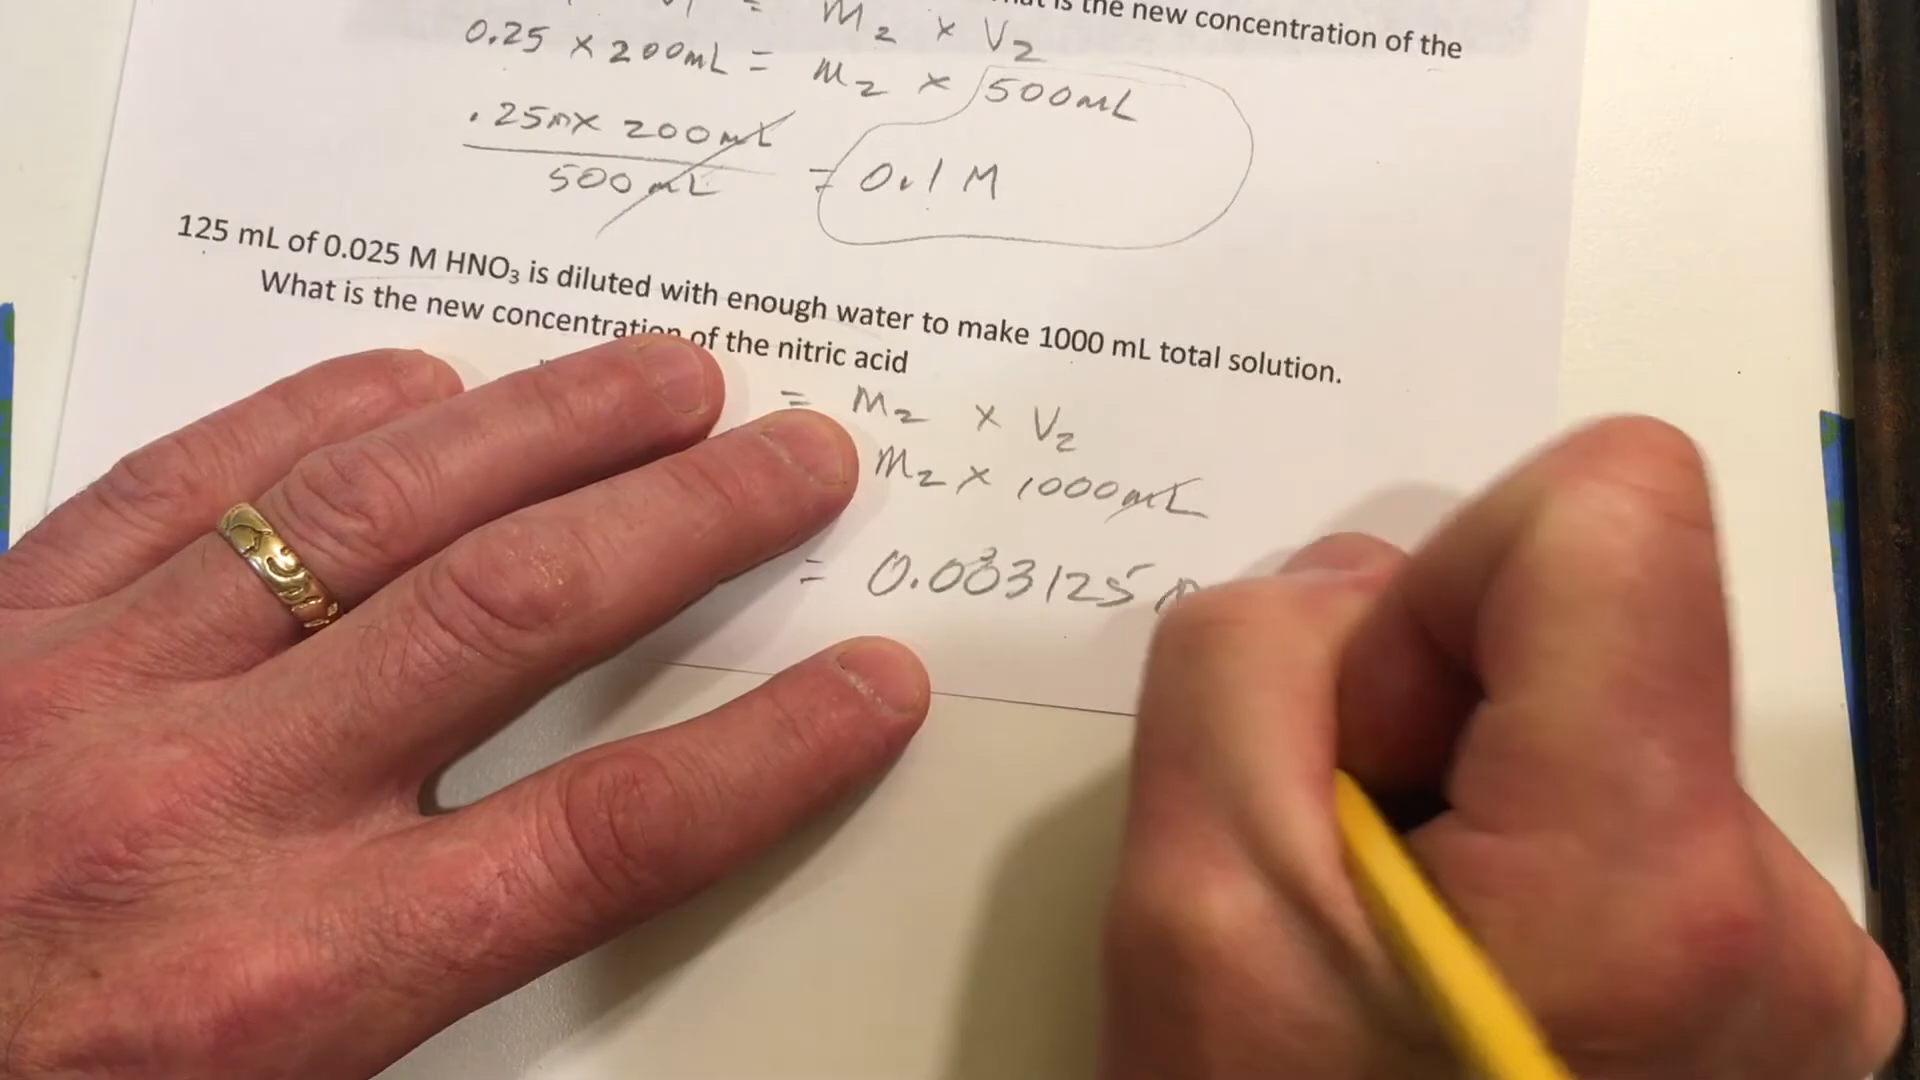 is the new concentration of the
= M2 x V2
0.25 x 200mL = M2 x 500mL
.25M x 200mL
500mL
= 0.1 M
125 mL of 0.025 M HNO₃ is diluted with enough water to make 1000 mL total solution.
What is the new concentration of the nitric acid
= M2 x V2
M2 x 1000mL
= 0.003125